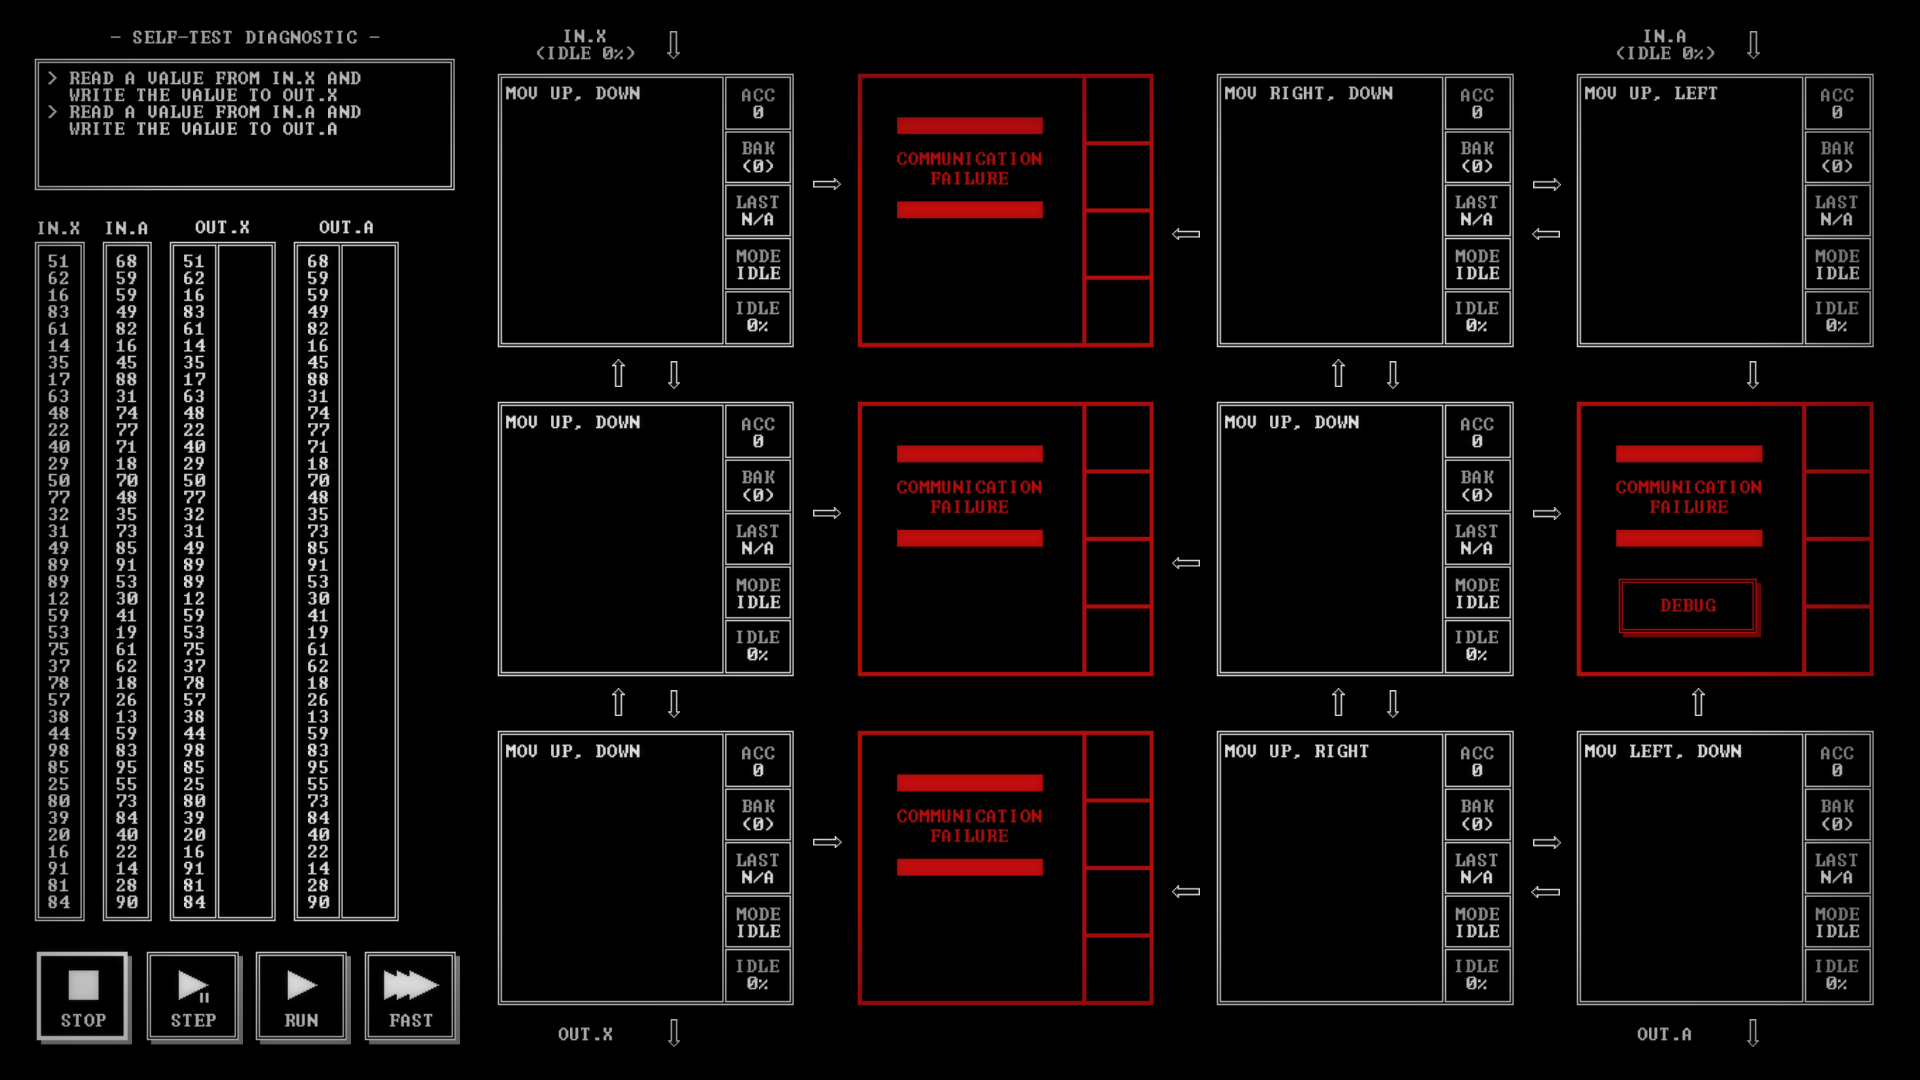 - SELF-TEST DIAGNOSTIC -
> READ A VALUE FROM IN.X AND
WRITE THE VALUE TO OUT.X
> READ A VALUE FROM IN.A AND
WRITE THE VALUE TO OUT.A
IN.X IN.A OUT.X OUT.A
51 68 51 68
62 59 62 59
16 59 16 59
83 49 83 49
61 82 61 82
14 16 14 16
35 45 35 45
17 88 17 88
63 31 63 31
48 74 48 74
22 77 22 77
40 71 40 71
29 18 29 18
50 70 50 70
77 48 77 48
32 35 32 35
31 73 31 73
49 85 49 85
89 91 89 91
89 53 89 53
12 30 12 30
59 41 59 41
53 19 53 19
75 61 75 61
37 62 37 62
78 18 78 18
57 26 57 26
38 13 38 13
44 59 44 59
98 83 98 83
85 95 85 95
25 55 25 55
80 73 80 73
39 84 39 84
20 40 20 40
16 22 16 22
91 14 91 14
81 28 81 28
84 90 84 90
STOP STEP RUN FAST
IN.X
(IDLE 0%)
IN.A
(IDLE 0%)
MOV UP, DOWN
ACC
0
BAK
(0)
LAST
N/A
MODE
IDLE
IDLE
0%
COMMUNICATION
FAILURE
MOV RIGHT, DOWN
ACC
0
BAK
(0)
LAST
N/A
MODE
IDLE
IDLE
0%
MOV UP, LEFT
ACC
0
BAK
(0)
LAST
N/A
MODE
IDLE
IDLE
0%
MOV UP, DOWN
ACC
0
BAK
(0)
LAST
N/A
MODE
IDLE
IDLE
0%
COMMUNICATION
FAILURE
MOV UP, DOWN
ACC
0
BAK
(0)
LAST
N/A
MODE
IDLE
IDLE
0%
COMMUNICATION
FAILURE
DEBUG
MOV UP, DOWN
ACC
0
BAK
(0)
LAST
N/A
MODE
IDLE
IDLE
0%
COMMUNICATION
FAILURE
MOV UP, RIGHT
ACC
0
BAK
(0)
LAST
N/A
MODE
IDLE
IDLE
0%
MOV LEFT, DOWN
ACC
0
BAK
(0)
LAST
N/A
MODE
IDLE
IDLE
0%
OUT.X
OUT.A